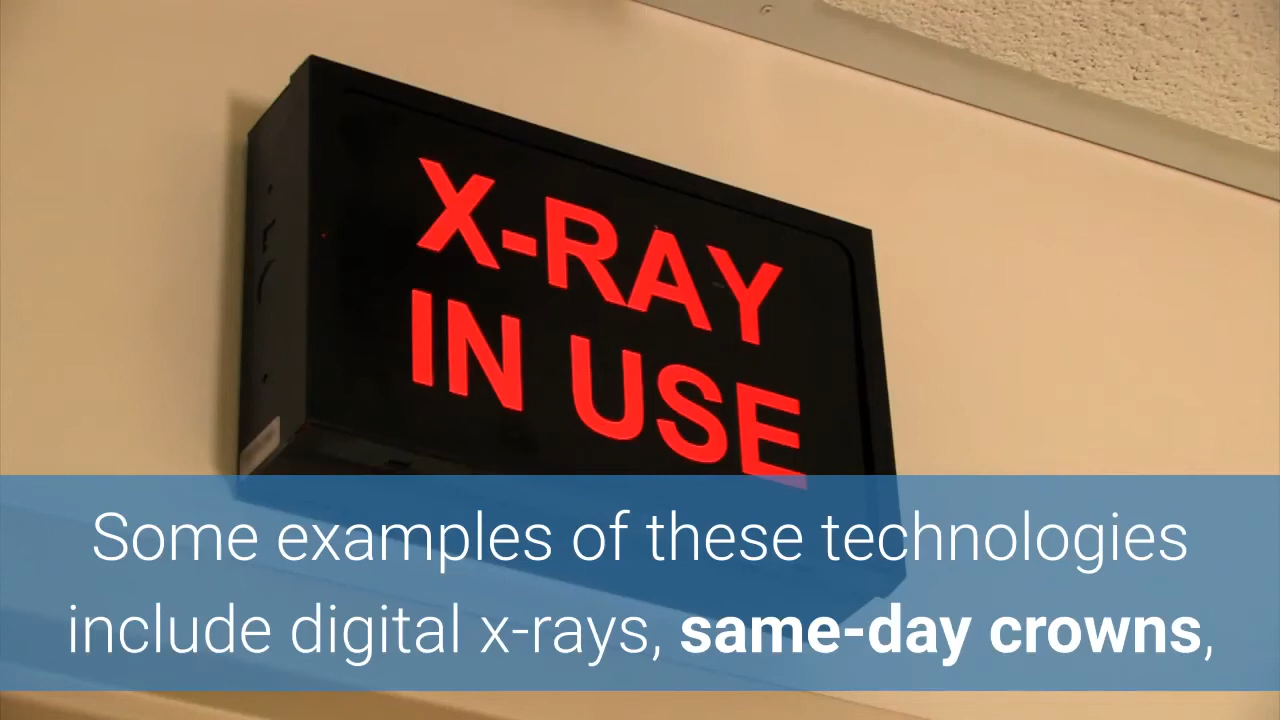 X-RAY
IN USE
Some examples of these technologies
include digital x-rays, same-day crowns,